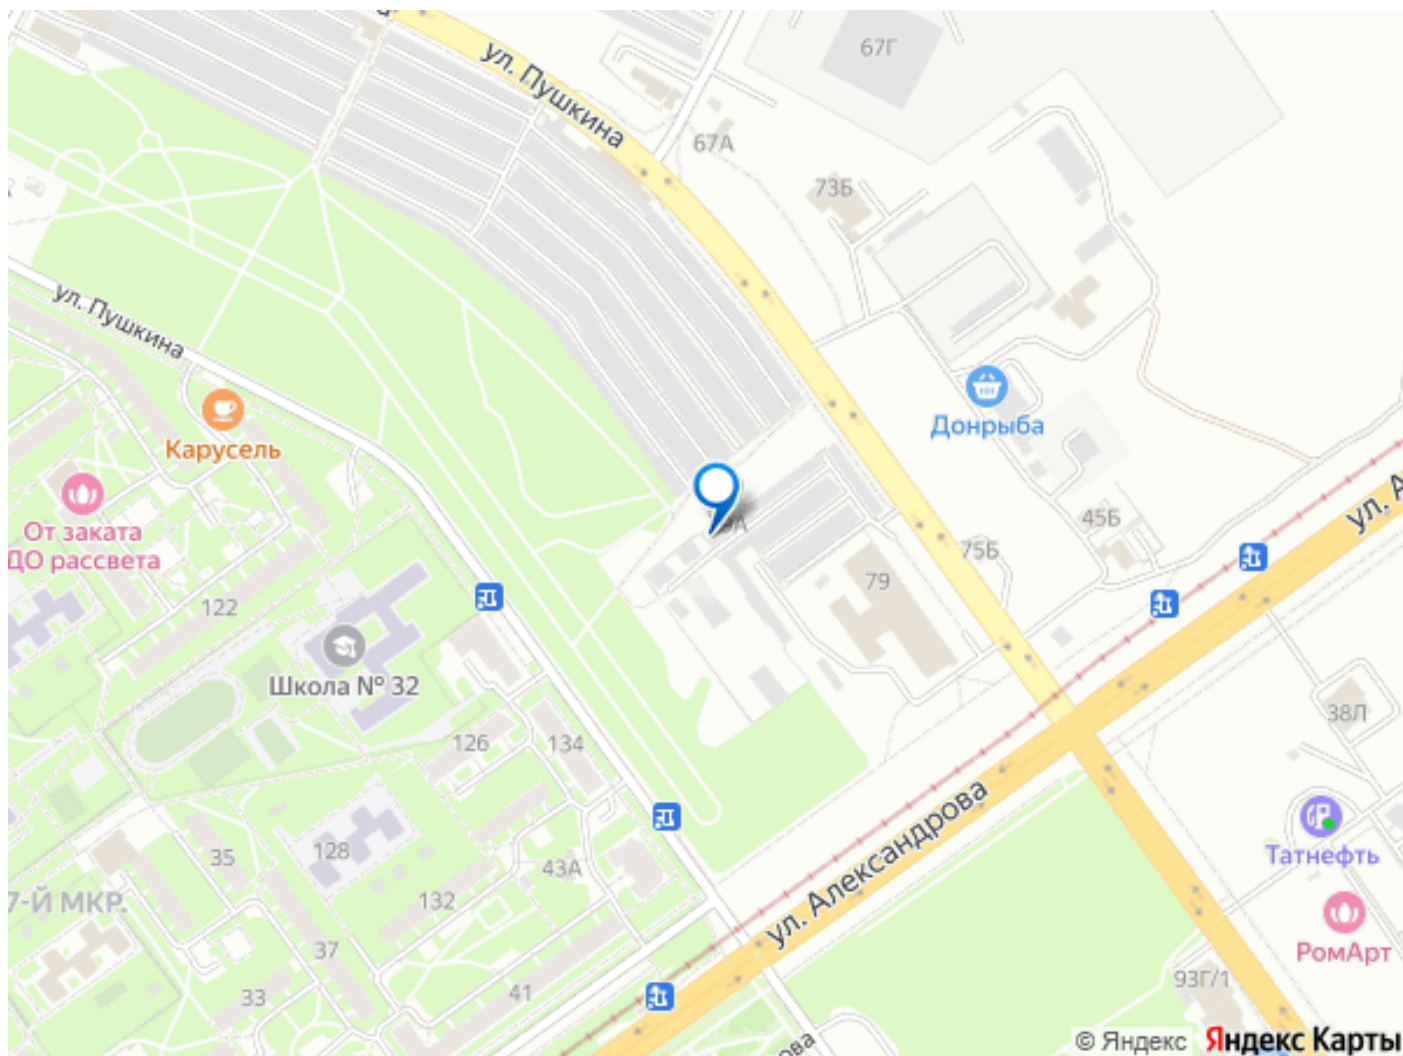 ул. Пушкина
67Г
67А
73Б
ул. Пушкина
Карусель
Донрыба
От заката
ДО рассвета
45Б
ул. А
75Б
79
122
Школа № 32
38Л
126
134
ул. Александрова
Татнефть
35
128
43А
7-Й МКР.
132
37
РомАрт
33
41
93Г/1
ова
© Яндекс
Яндекс Карты